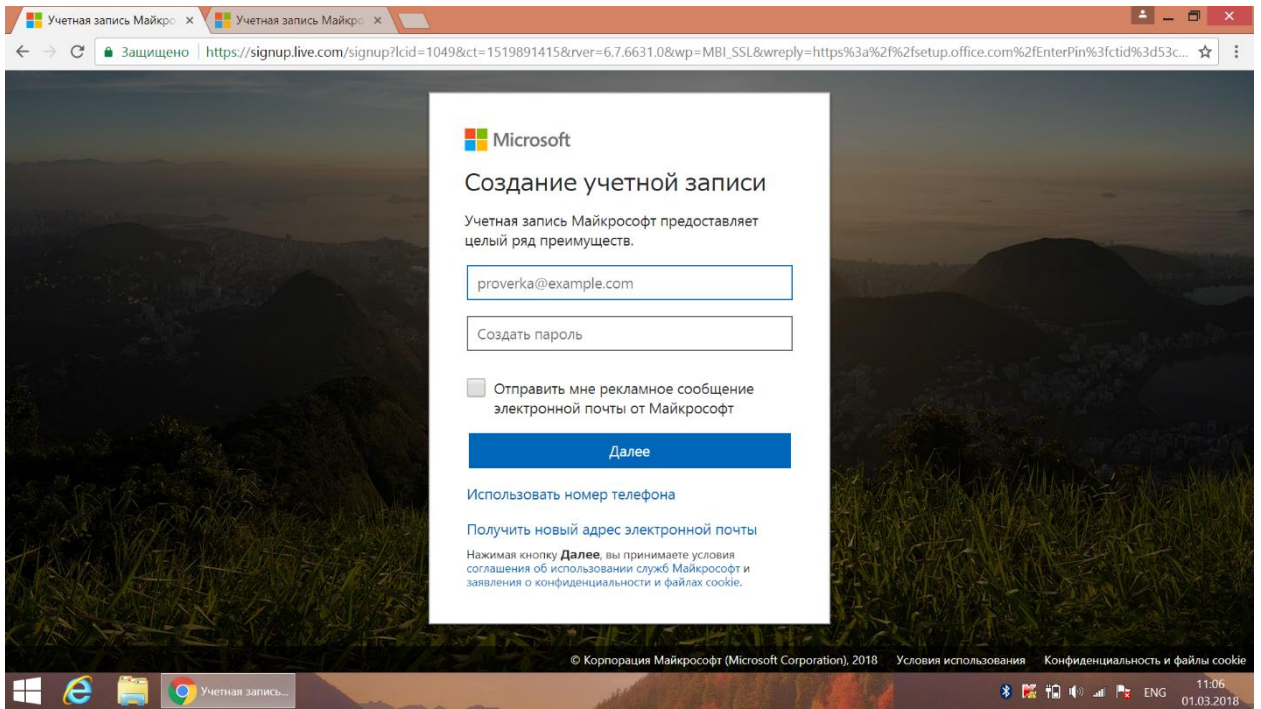 Учетная запись Майкро
Учетная запись Майкро
Защищено
https://signup.live.com/signup?lcid=1049&ct=1519891415&rver=6.7.6631.0&wp=MBI_SSL&wreply=https%3a%2f%2fsetup.office.com%2fEnterPin%3fctid%3d53c...
Microsoft
Создание учетной записи
Учетная запись Майкрософт предоставляет
целый ряд преимуществ.
proverka@example.com
Создать пароль
Отправить мне рекламное сообщение
электронной почты от Майкрософт
Далее
Использовать номер телефона
Получить новый адрес электронной почты
Нажимая кнопку Далее, вы принимаете условия
соглашения об использовании служб Майкрософт и
заявления о конфиденциальности и файлах cookie.
© Корпорация Майкрософт (Microsoft Corporation), 2018 Условия использования Конфиденциальность и файлы cookie
Учетная запись...
ENG
11:06
01.03.2018